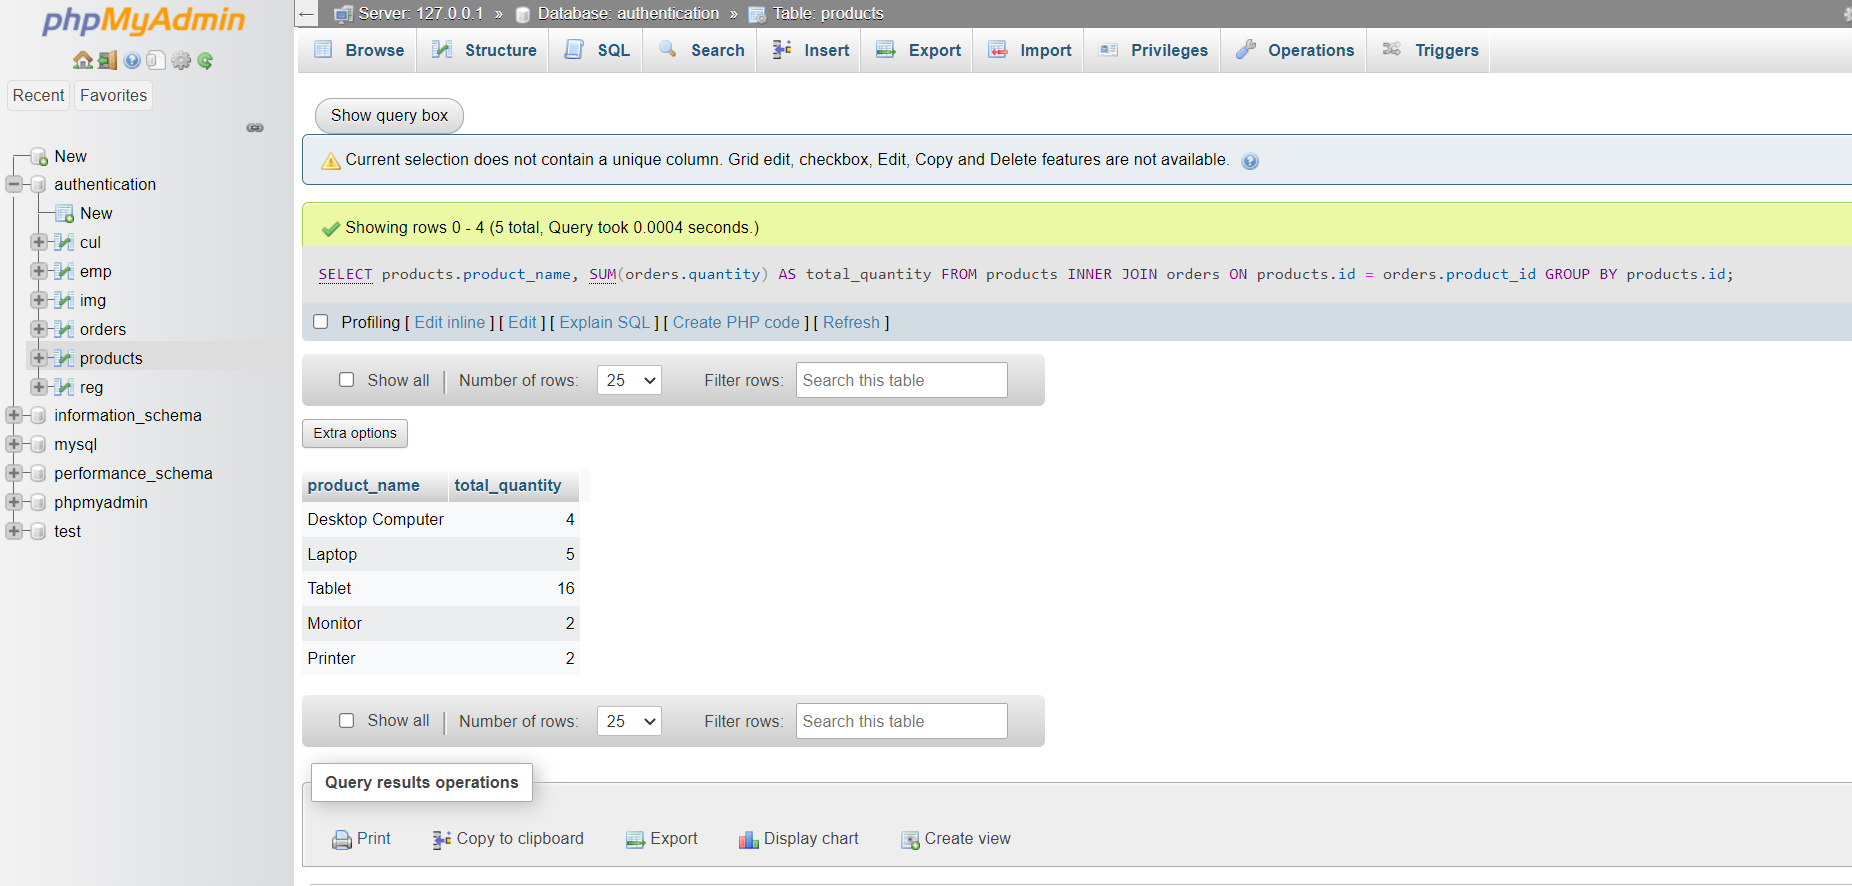 phpMyAdmin
Recent Favorites
New
authentication
New
cul
emp
img
orders
products
reg
information_schema
mysql
performance_schema
phpmyadmin
test
Server: 127.0.0.1 » Database: authentication » Table: products
Browse Structure SQL Search Insert Export Import Privileges Operations Triggers
Show query box
Current selection does not contain a unique column. Grid edit, checkbox, Edit, Copy and Delete features are not available.
Showing rows 0 - 4 (5 total, Query took 0.0004 seconds.)
SELECT products.product_name, SUM(orders.quantity) AS total_quantity FROM products INNER JOIN orders ON products.id = orders.product_id GROUP BY products.id;
Profiling [ Edit inline ] [ Edit ] [ Explain SQL ] [ Create PHP code ] [ Refresh ]
Show all | Number of rows: 25 Filter rows: Search this table
Extra options
product_name total_quantity
Desktop Computer 4
Laptop 5
Tablet 16
Monitor 2
Printer 2
Show all | Number of rows: 25 Filter rows: Search this table
Query results operations
Print Copy to clipboard Export Display chart Create view